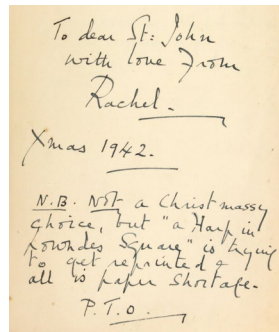 To dear St: John
with love from
Rachel.
Xmas 1942.
N.B. Not a Christmassy
choice, but "a Harp in
Lowndes Square" is trying
to get reprinted &
all is paper shortage.
P.T.O.